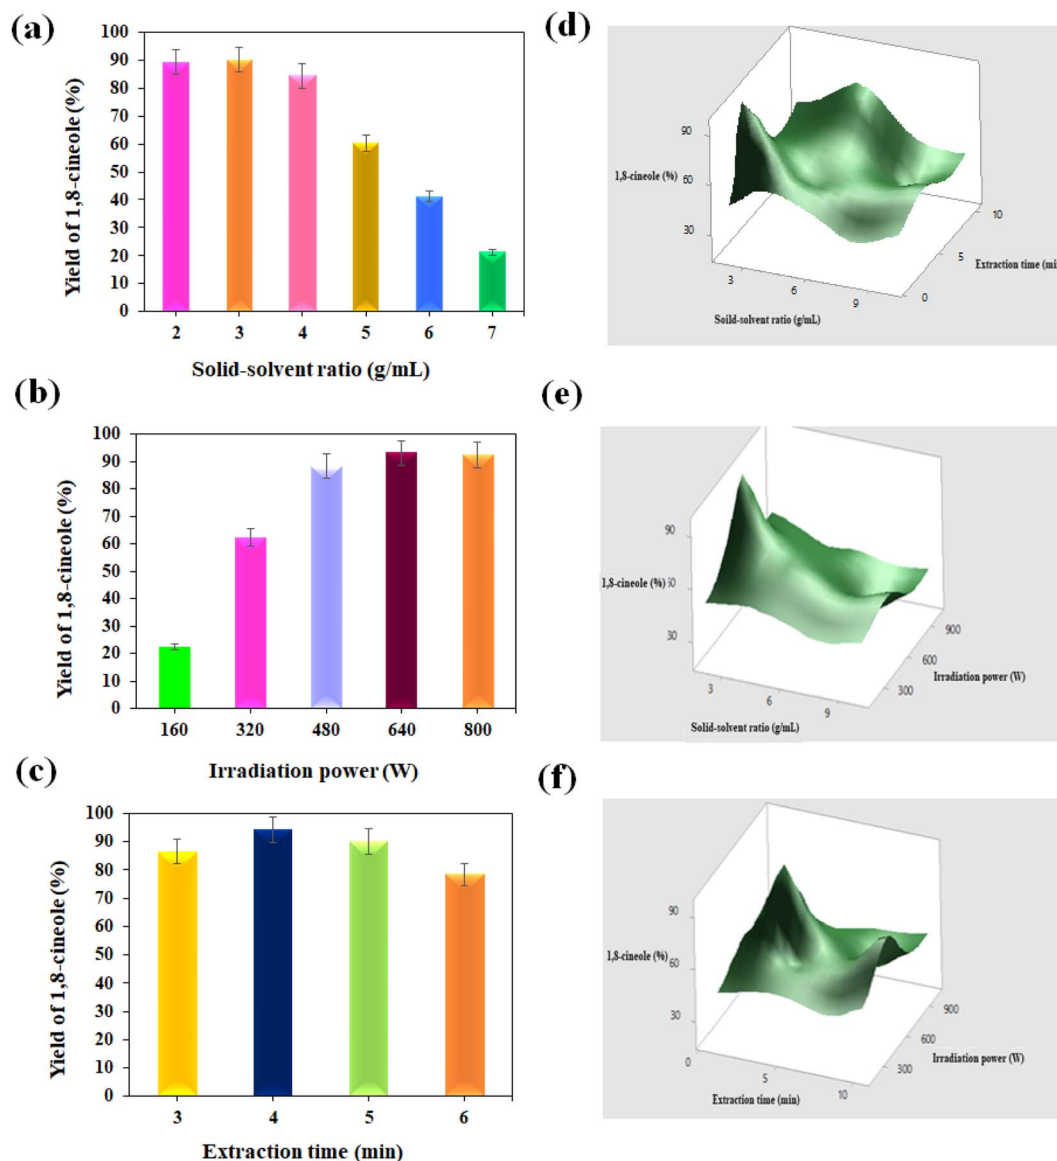 (a)
Yield of 1,8-cineole (%)
100
90
80
70
60
50
40
30
20
10
0
2 3 4 5 6 7
Solid-solvent ratio (g/mL)
(d)
90
1,8-cineole (%)
60
30
3
6
9
0
5
10
Extraction time (min
Soild-solvent ratio (g/mL)
(b)
Yield of 1,8-cineole (%)
100
90
80
70
60
50
40
30
20
10
0
160 320 480 640 800
Irradiation power (W)
(e)
90
1,8-cineole (%)
60
30
3
6
9
300
600
900
Irradiation power (W)
Solid-solvent ratio (g/mL)
(c)
Yield of 1,8-cineole (%)
100
90
80
70
60
50
40
30
20
10
0
3 4 5 6
Extraction time (min)
(f)
90
1,8-cineole (%)
60
30
0
5
10
300
600
900
Irradiation power (W)
Extraction time (min)